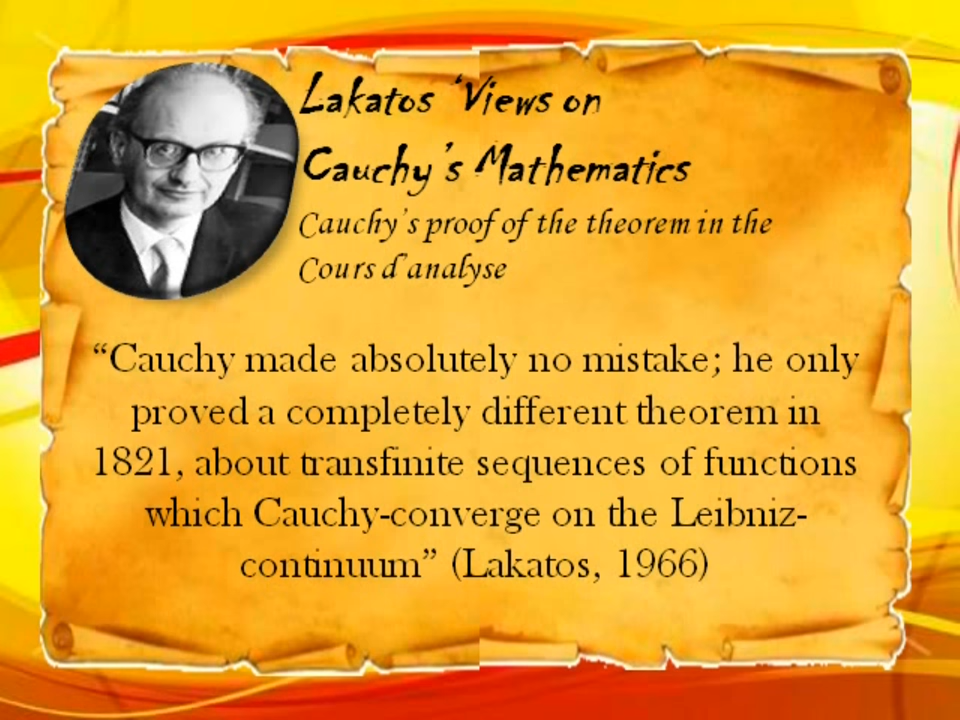 Lakatos ‘Views on
Cauchy’s Mathematics
Cauchy’s proof of the theorem in the
Cours d’analyse
“Cauchy made absolutely no mistake; he only
proved a completely different theorem in
1821, about transfinite sequences of functions
which Cauchy-converge on the Leibniz-
continuum” (Lakatos, 1966)